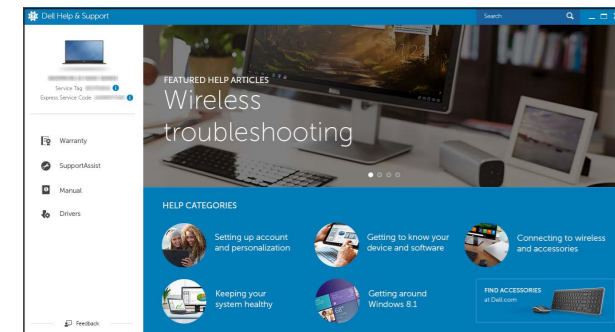 Dell Help & Support
Search
Service Tag
Express Service Code
Warranty
SupportAssist
Manual
Drivers
Feedback
FEATURED HELP ARTICLES
Wireless
troubleshooting
HELP CATEGORIES
Setting up account
and personalization
Getting to know your
device and software
Connecting to wireless
and accessories
Keeping your
system healthy
Getting around
Windows 8.1
FIND ACCESSORIES
at Dell.com